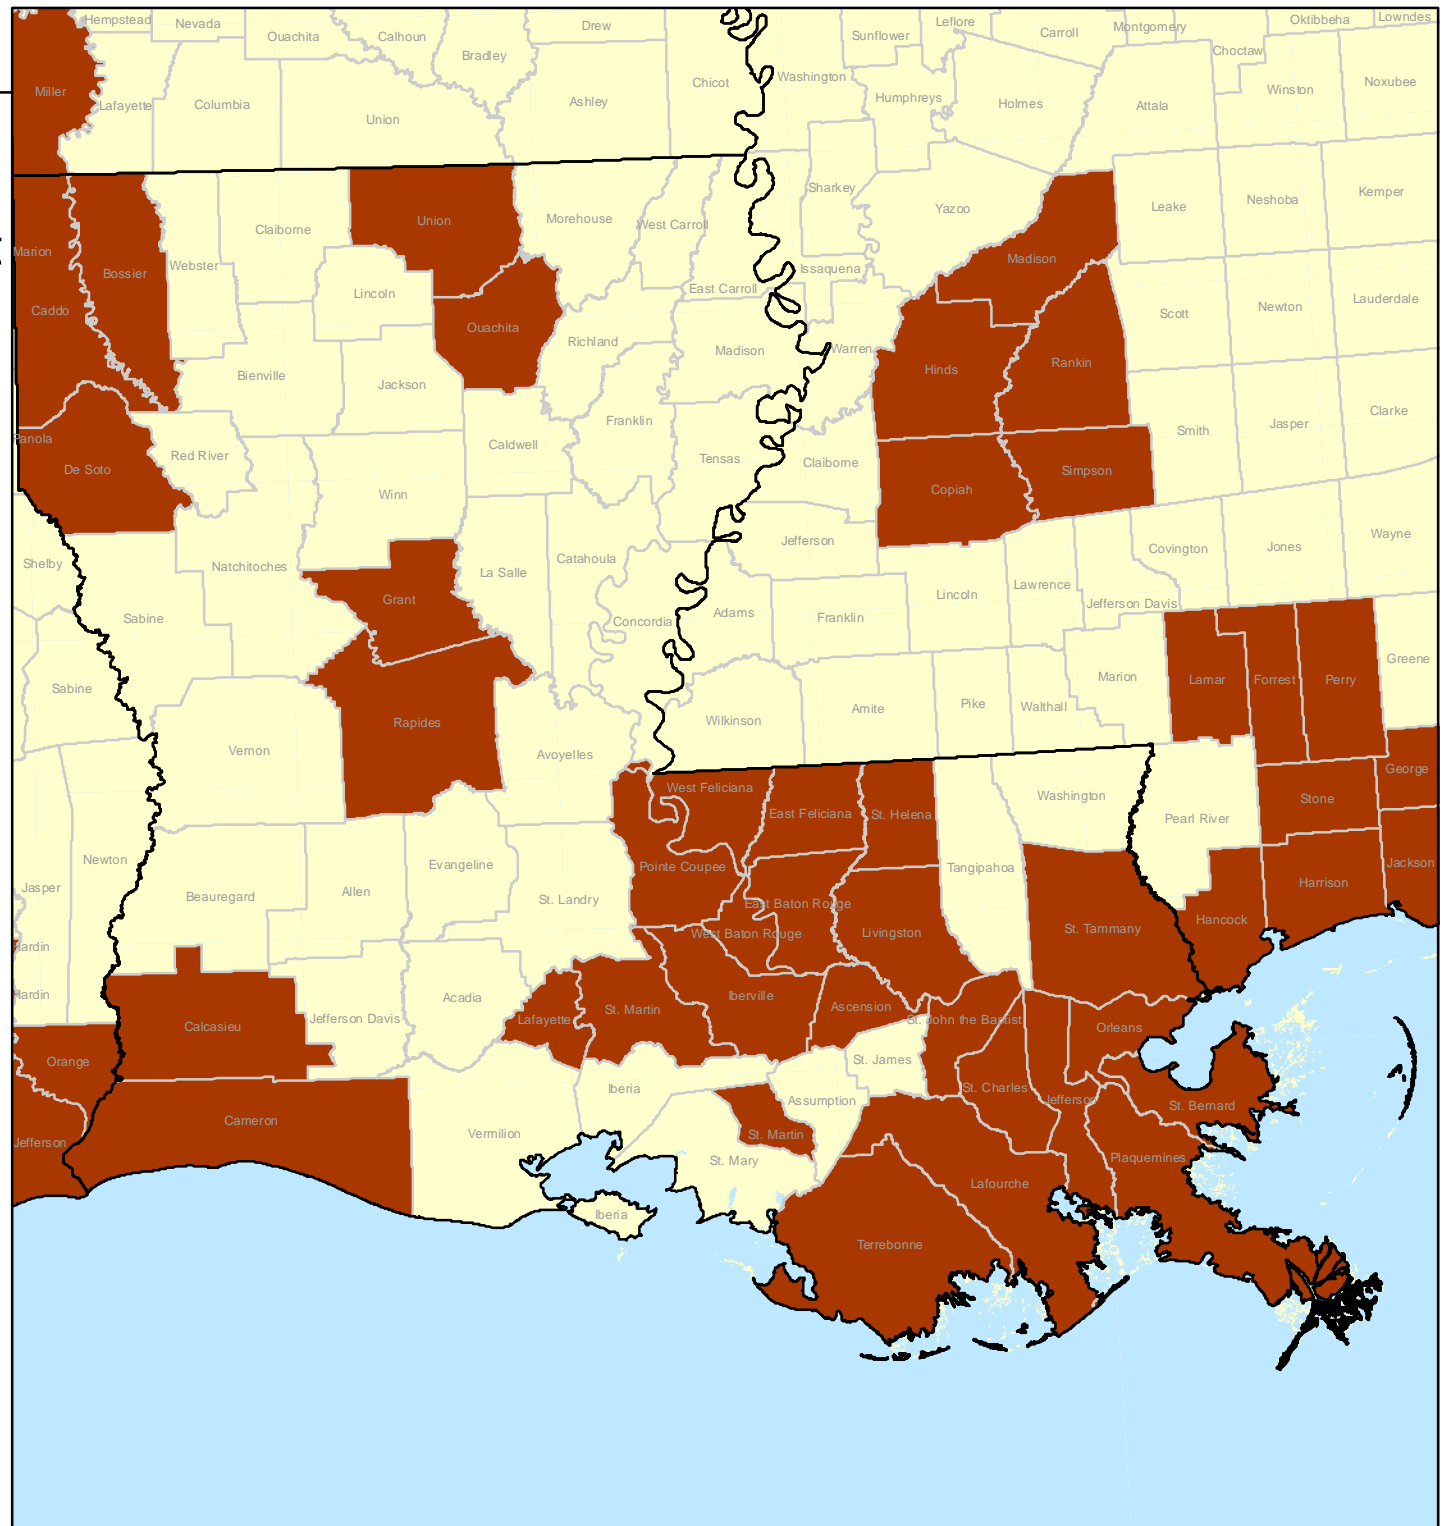 Hempstead
Nevada
Ouachita
Calhoun
Bradley
Drew
Leflore
Sunflower
Carroll
Montgomery
Oktibbeha
Lowndes
Choctaw
Miller
Lafayette
Columbia
Union
Ashley
Chicot
Washington
Humphreys
Holmes
Attala
Winston
Noxubee
Sharkey
Yazoo
Leake
Neshoba
Kemper
Marion
Bossier
Webster
Claiborne
Union
Morehouse
West Carroll
Issaquena
Madison
East Carroll
Lincoln
Caddo
Ouachita
Richland
Madison
Warren
Hinds
Rankin
Scott
Newton
Lauderdale
Bienville
Jackson
Franklin
Panola
De Soto
Red River
Caldwell
Tensas
Claiborne
Copiah
Simpson
Smith
Jasper
Clarke
Winn
Shelby
Natchitoches
La Salle
Catahoula
Jefferson
Covington
Jones
Wayne
Grant
Sabine
Concordia
Adams
Franklin
Lincoln
Lawrence
Jefferson Davis
Sabine
Rapides
Vernon
Avoyelles
Wilkinson
Amite
Pike
Walthall
Marion
Lamar
Forrest
Perry
Greene
West Feliciana
East Feliciana
St. Helena
Washington
Pearl River
Stone
George
Newton
Jasper
Beauregard
Allen
Evangeline
St. Landry
Pointe Coupee
East Baton Rouge
West Baton Rouge
Livingston
Tangipahoa
St. Tammany
Hancock
Harrison
Jackson
Hardin
Hardin
Calcasieu
Jefferson Davis
Acadia
Lafayette
St. Martin
Iberville
Ascension
St. John the Baptist
Orleans
Orange
Jefferson
Cameron
Vermilion
Iberia
St. James
Assumption
St. Charles
Jefferson
St. Bernard
St. Martin
St. Mary
Plaquemines
Lafourche
Iberia
Terrebonne